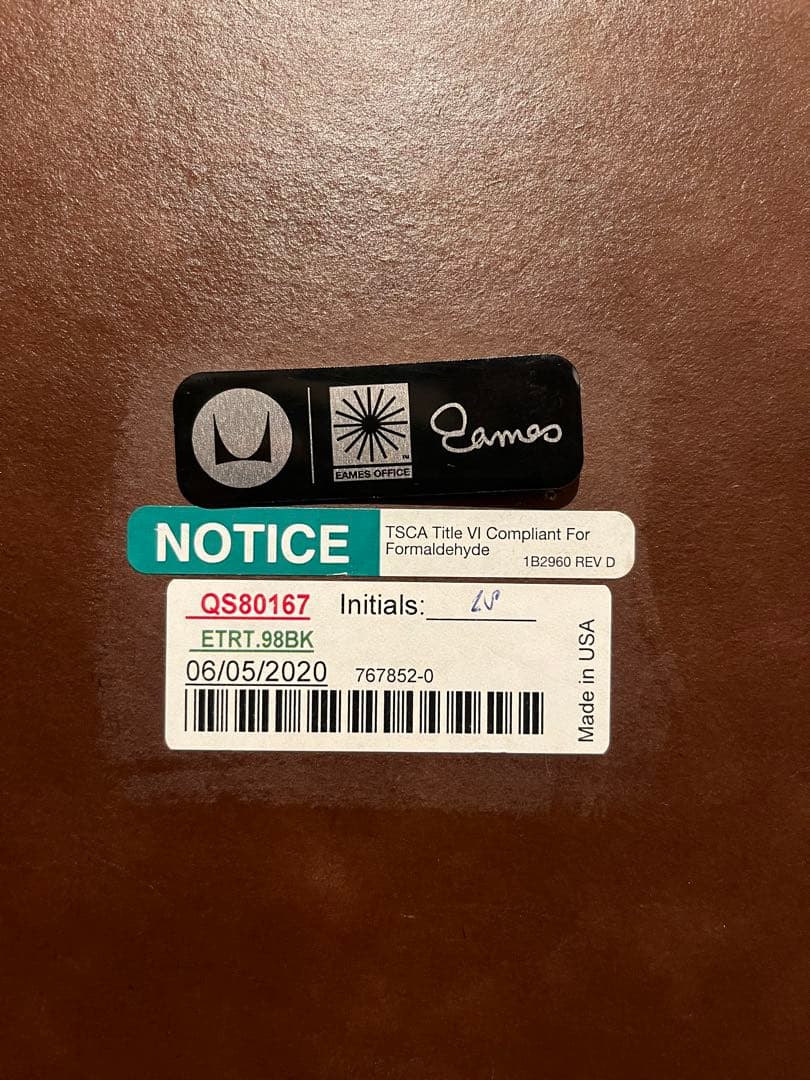 EAMES OFFICE
TM
Eames
NOTICE
TSCA Title VI Compliant For
Formaldehyde
1B2960 REV D
QS80167 Initials:
ETRT.98BK
06/05/2020 767852-0
Made in USA